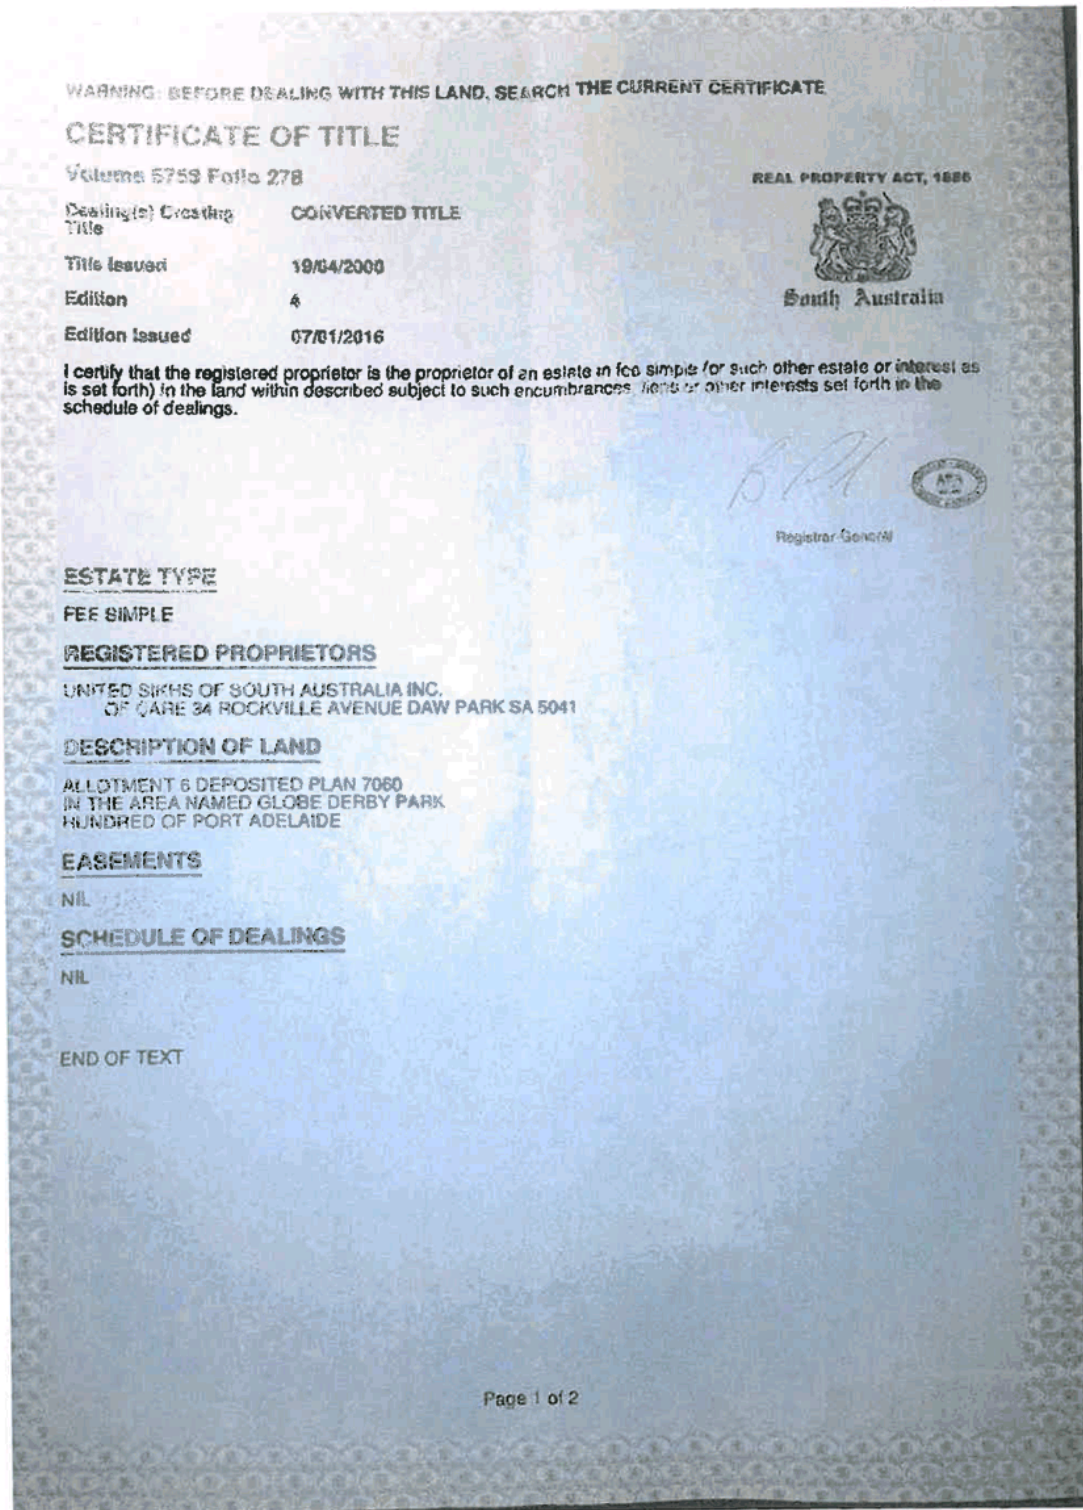 WARNING: BEFORE DEALING WITH THIS LAND, SEARCH THE CURRENT CERTIFICATE
CERTIFICATE OF TITLE
Volume 5759 Folio 278
REAL PROPERTY ACT, 1886
Dealing(s) Creating
Title
CONVERTED TITLE
Title Issued
19/04/2000
Edition
4
South Australia
Edition Issued
07/01/2016
I certify that the registered proprietor is the proprietor of an estate in fee simple (or such other estate or interest as
is set forth) in the land within described subject to such encumbrances, liens or other interests set forth in the
schedule of dealings.
Registrar-General
ESTATE TYPE
FEE SIMPLE
REGISTERED PROPRIETORS
UNITED SIKHS OF SOUTH AUSTRALIA INC.
OF CARE 34 ROCKVILLE AVENUE DAW PARK SA 5041
DESCRIPTION OF LAND
ALLOTMENT 6 DEPOSITED PLAN 7060
IN THE AREA NAMED GLOBE DERBY PARK
HUNDRED OF PORT ADELAIDE
EASEMENTS
NIL
SCHEDULE OF DEALINGS
NIL
END OF TEXT
Page 1 of 2